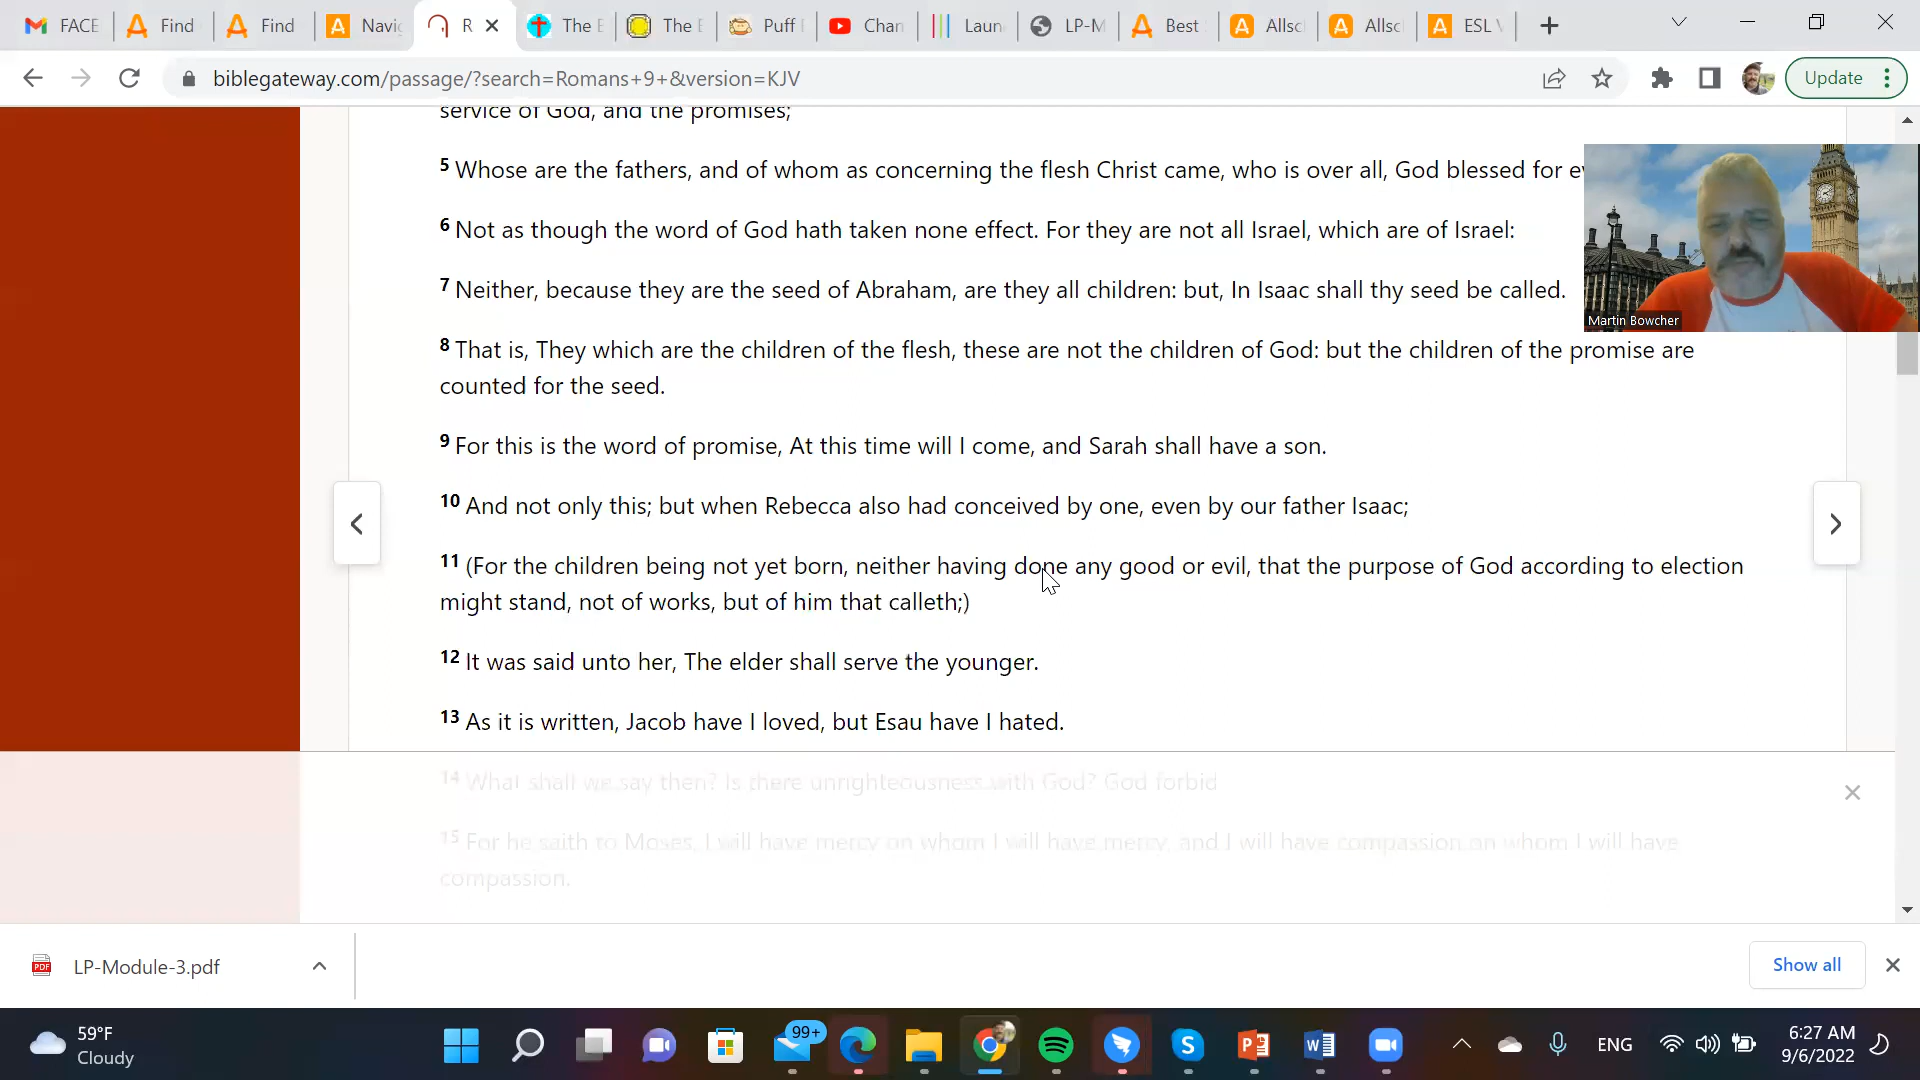 FACE
Find
Find
Navi
R
The E
The E
Puff
Chan
Laun
LP-M
Best
Allsc
Allsc
ESL V
biblegateway.com/passage/?search=Romans+9+&version=KJV
Update
service of God, and the promises;
5 Whose are the fathers, and of whom as concerning the flesh Christ came, who is over all, God blessed for
6 Not as though the word of God hath taken none effect. For they are not all Israel, which are of Israel:
7 Neither, because they are the seed of Abraham, are they all children: but, In Isaac shall thy seed be called.
Martin Bowcher
8 That is, They which are the children of the flesh, these are not the children of God: but the children of the promise are
counted for the seed.
9 For this is the word of promise, At this time will I come, and Sarah shall have a son.
10 And not only this; but when Rebecca also had conceived by one, even by our father Isaac;
11 (For the children being not yet born, neither having done any good or evil, that the purpose of God according to election
might stand, not of works, but of him that calleth;)
12 It was said unto her, The elder shall serve the younger.
13 As it is written, Jacob have I loved, but Esau have I hated.
14 What shall we say then? Is there unrighteousness with God? God forbid
15 For he saith to Moses, I will have mercy on whom I will have mercy, and I will have compassion on whom I will have
compassion.
PDF
LP-Module-3.pdf
Show all
59°F
Cloudy
99+
ENG
6:27 AM
9/6/2022